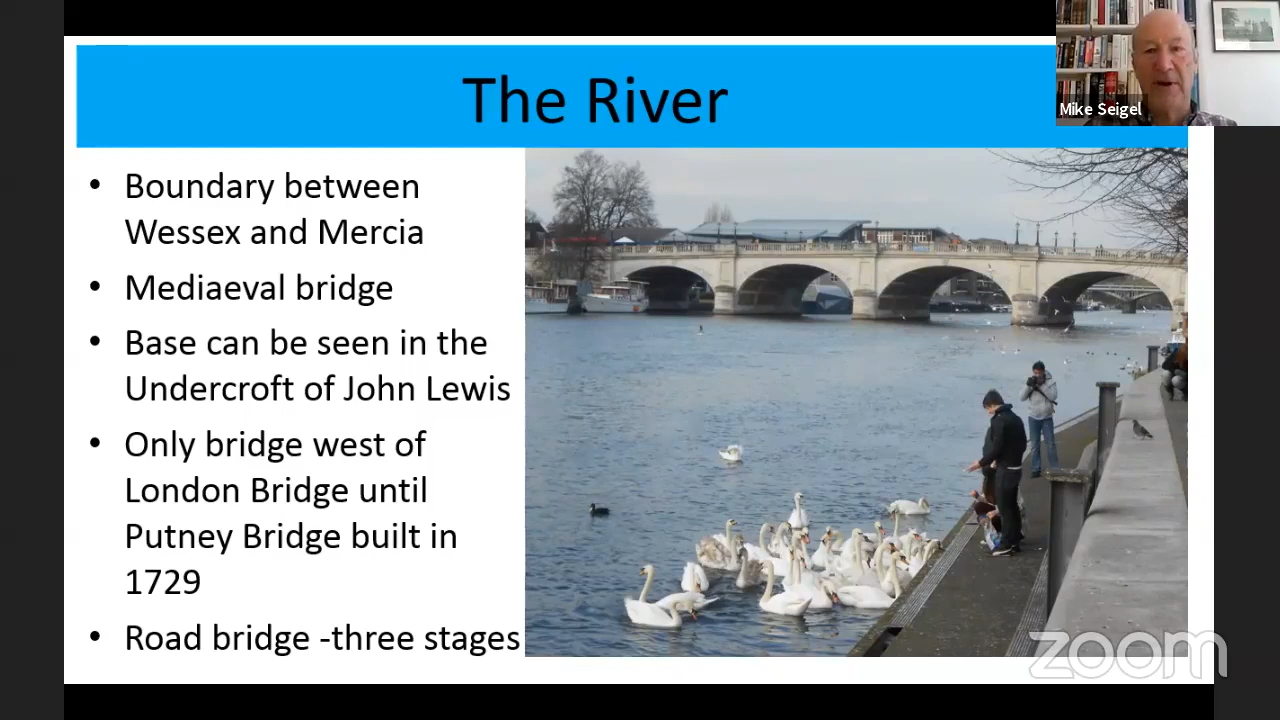 The River
Mike Seigel
• Boundary between
Wessex and Mercia
• Mediaeval bridge
• Base can be seen in the
Undercroft of John Lewis
• Only bridge west of
London Bridge until
Putney Bridge built in
1729
• Road bridge -three stages
zoom